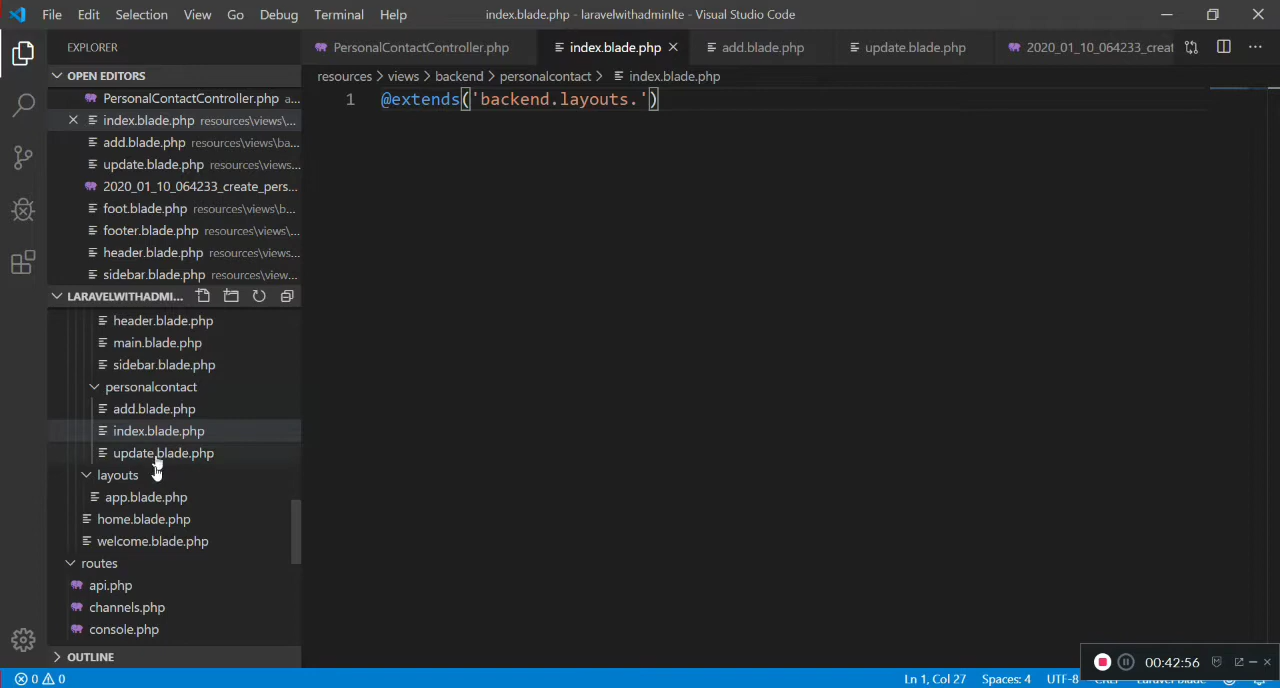 File Edit Selection View Go Debug Terminal Help index.blade.php - laravelwithadminlte - Visual Studio Code
EXPLORER
PersonalContactController.php index.blade.php add.blade.php update.blade.php 2020_01_10_064233_creat
OPEN EDITORS
PersonalContactController.php a...
index.blade.php resources\views\...
add.blade.php resources\views\ba...
update.blade.php resources\views...
2020_01_10_064233_create_pers...
foot.blade.php resources\views\b...
footer.blade.php resources\views\...
header.blade.php resources\views...
sidebar.blade.php resources\view...
LARAVELWITHADMI...
header.blade.php
main.blade.php
sidebar.blade.php
personalcontact
add.blade.php
index.blade.php
update.blade.php
layouts
app.blade.php
home.blade.php
welcome.blade.php
routes
api.php
channels.php
console.php
OUTLINE
resources > views > backend > personalcontact > index.blade.php
1 @extends('backend.layouts.')
00:42:56
0 0 Ln 1, Col 27 Spaces: 4 UTF-8